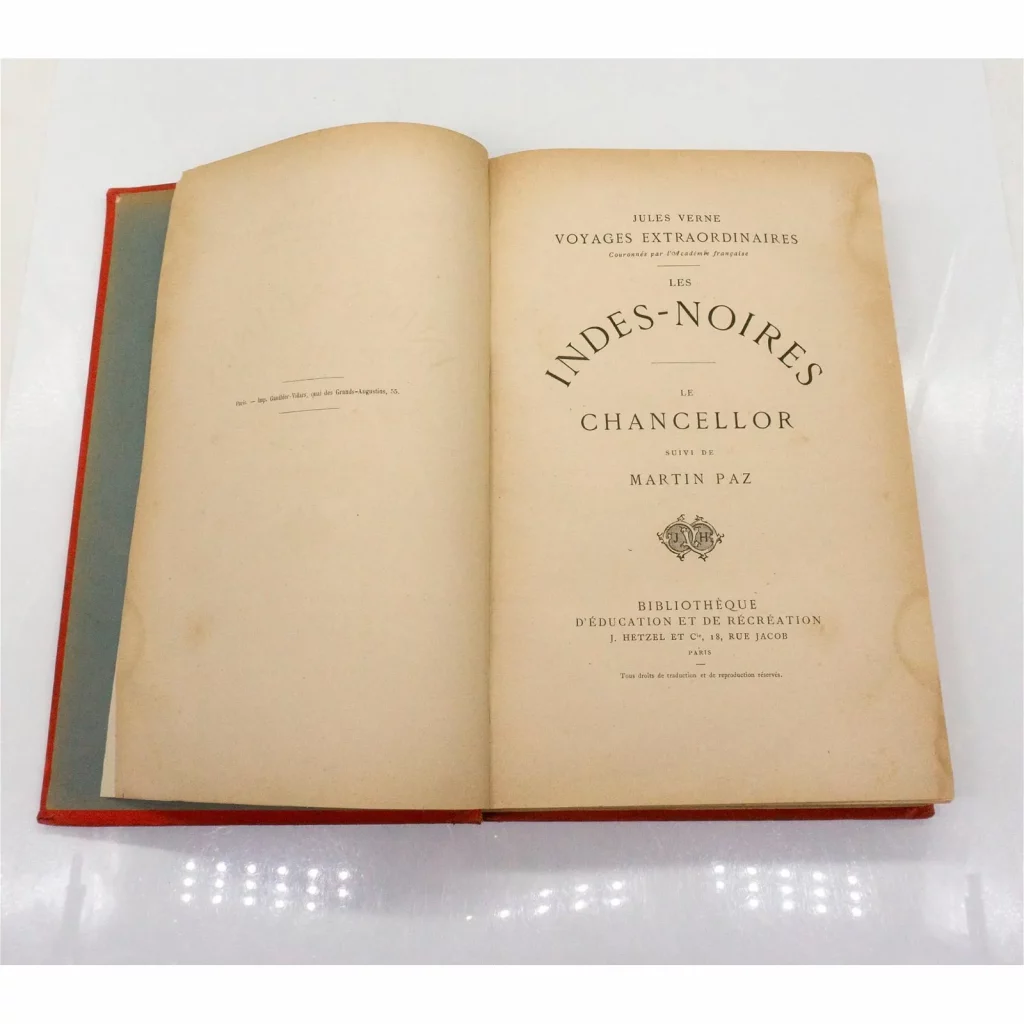 Paris. — Imp. Gauthier-Villars, quai des Grands-Augustins, 55.
JULES VERNE
VOYAGES EXTRAORDINAIRES
Couronnés par l'Académie française
LES
INDES-NOIRES
LE
CHANCELLOR
SUIVI DE
MARTIN PAZ
J H
BIBLIOTHÈQUE
D'ÉDUCATION ET DE RÉCRÉATION
J. HETZEL ET Cie, 18, RUE JACOB
PARIS
Tous droits de traduction et de reproduction réservés.